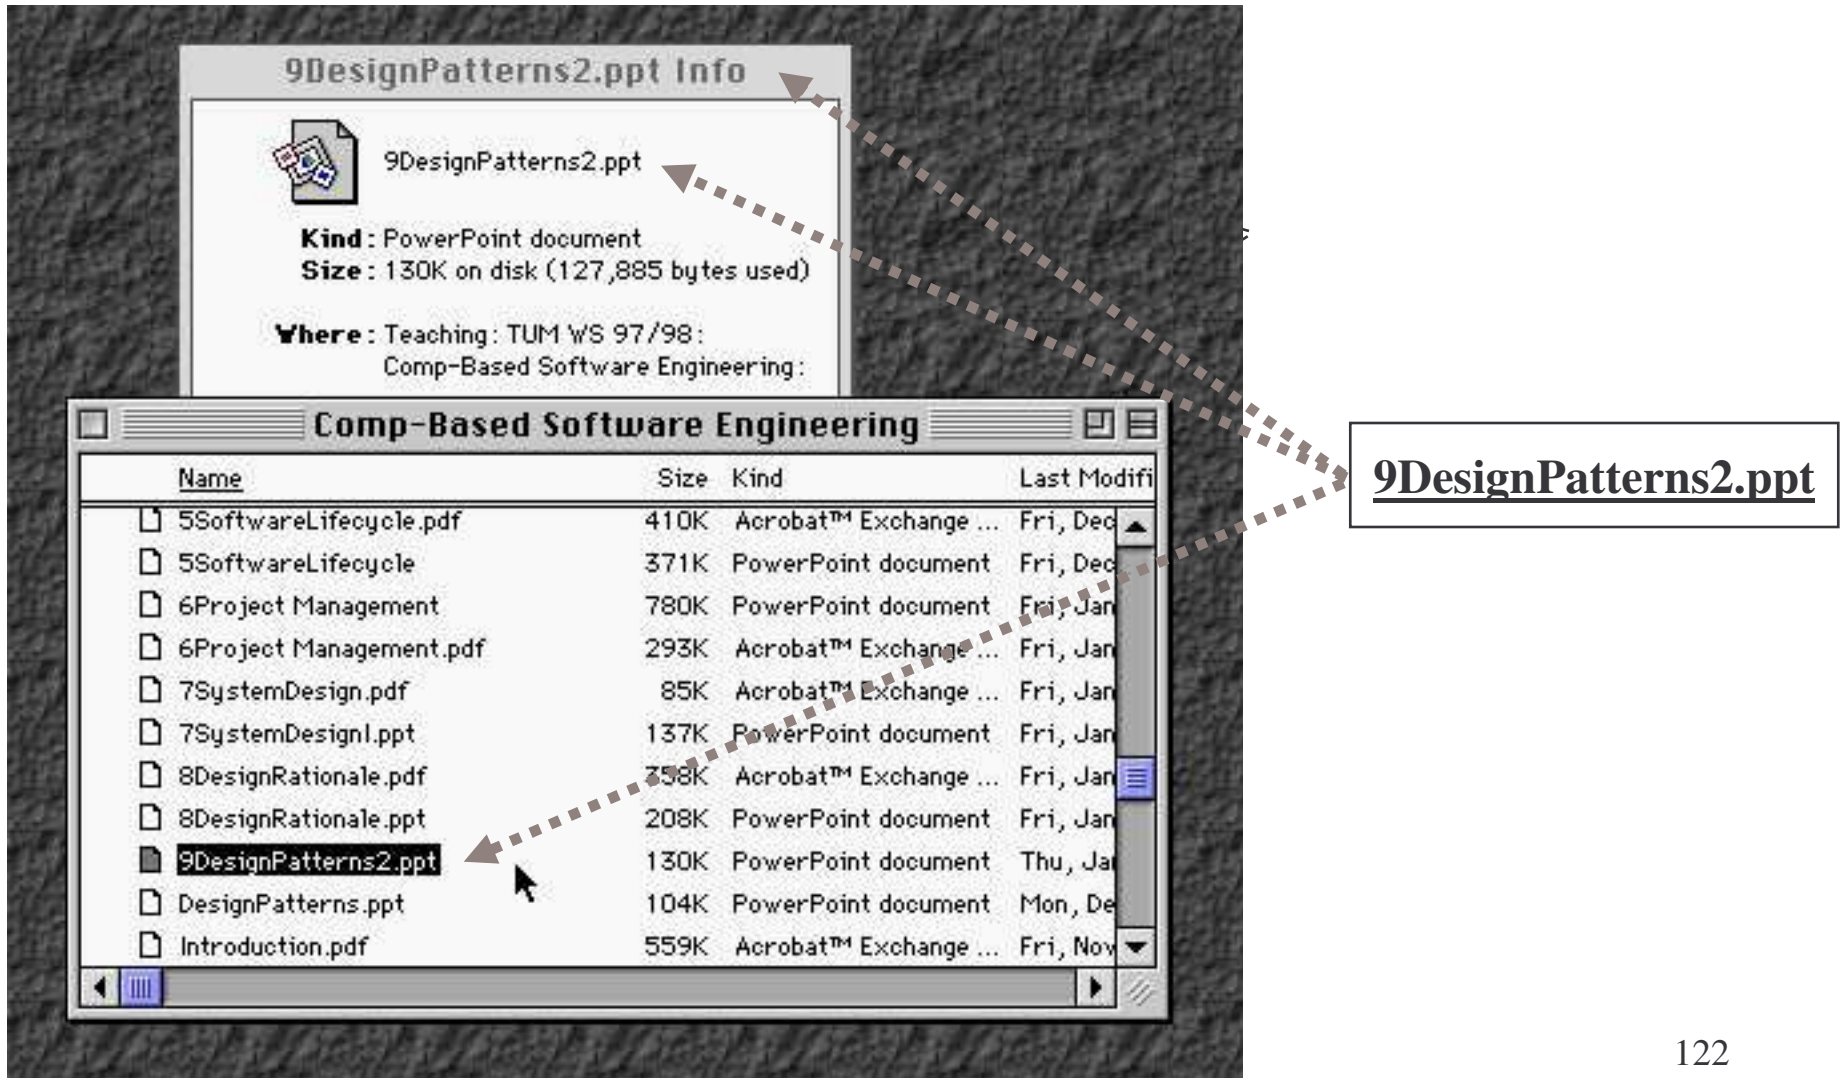 9DesignPatterns2.ppt Info
9DesignPatterns2.ppt
Kind: PowerPoint document
Size: 130K on disk (127,885 bytes used)
Where: Teaching: TUM WS 97/98:
Comp-Based Software Engineering:
Comp-Based Software Engineering
Name Size Kind Last Modifi
5SoftwareLifecycle.pdf 410K Acrobat™ Exchange ... Fri, Dec
5SoftwareLifecycle 371K PowerPoint document Fri, Dec
6Project Management 780K PowerPoint document Fri, Jan
6Project Management.pdf 293K Acrobat™ Exchange ... Fri, Jan
7SystemDesign.pdf 85K Acrobat™ Exchange ... Fri, Jan
7SystemDesignI.ppt 137K PowerPoint document Fri, Jan
8DesignRationale.pdf 358K Acrobat™ Exchange ... Fri, Jan
8DesignRationale.ppt 208K PowerPoint document Fri, Jan
9DesignPatterns2.ppt 130K PowerPoint document Thu, Ja
DesignPatterns.ppt 104K PowerPoint document Mon, De
Introduction.pdf 559K Acrobat™ Exchange ... Fri, Nov
9DesignPatterns2.ppt
122